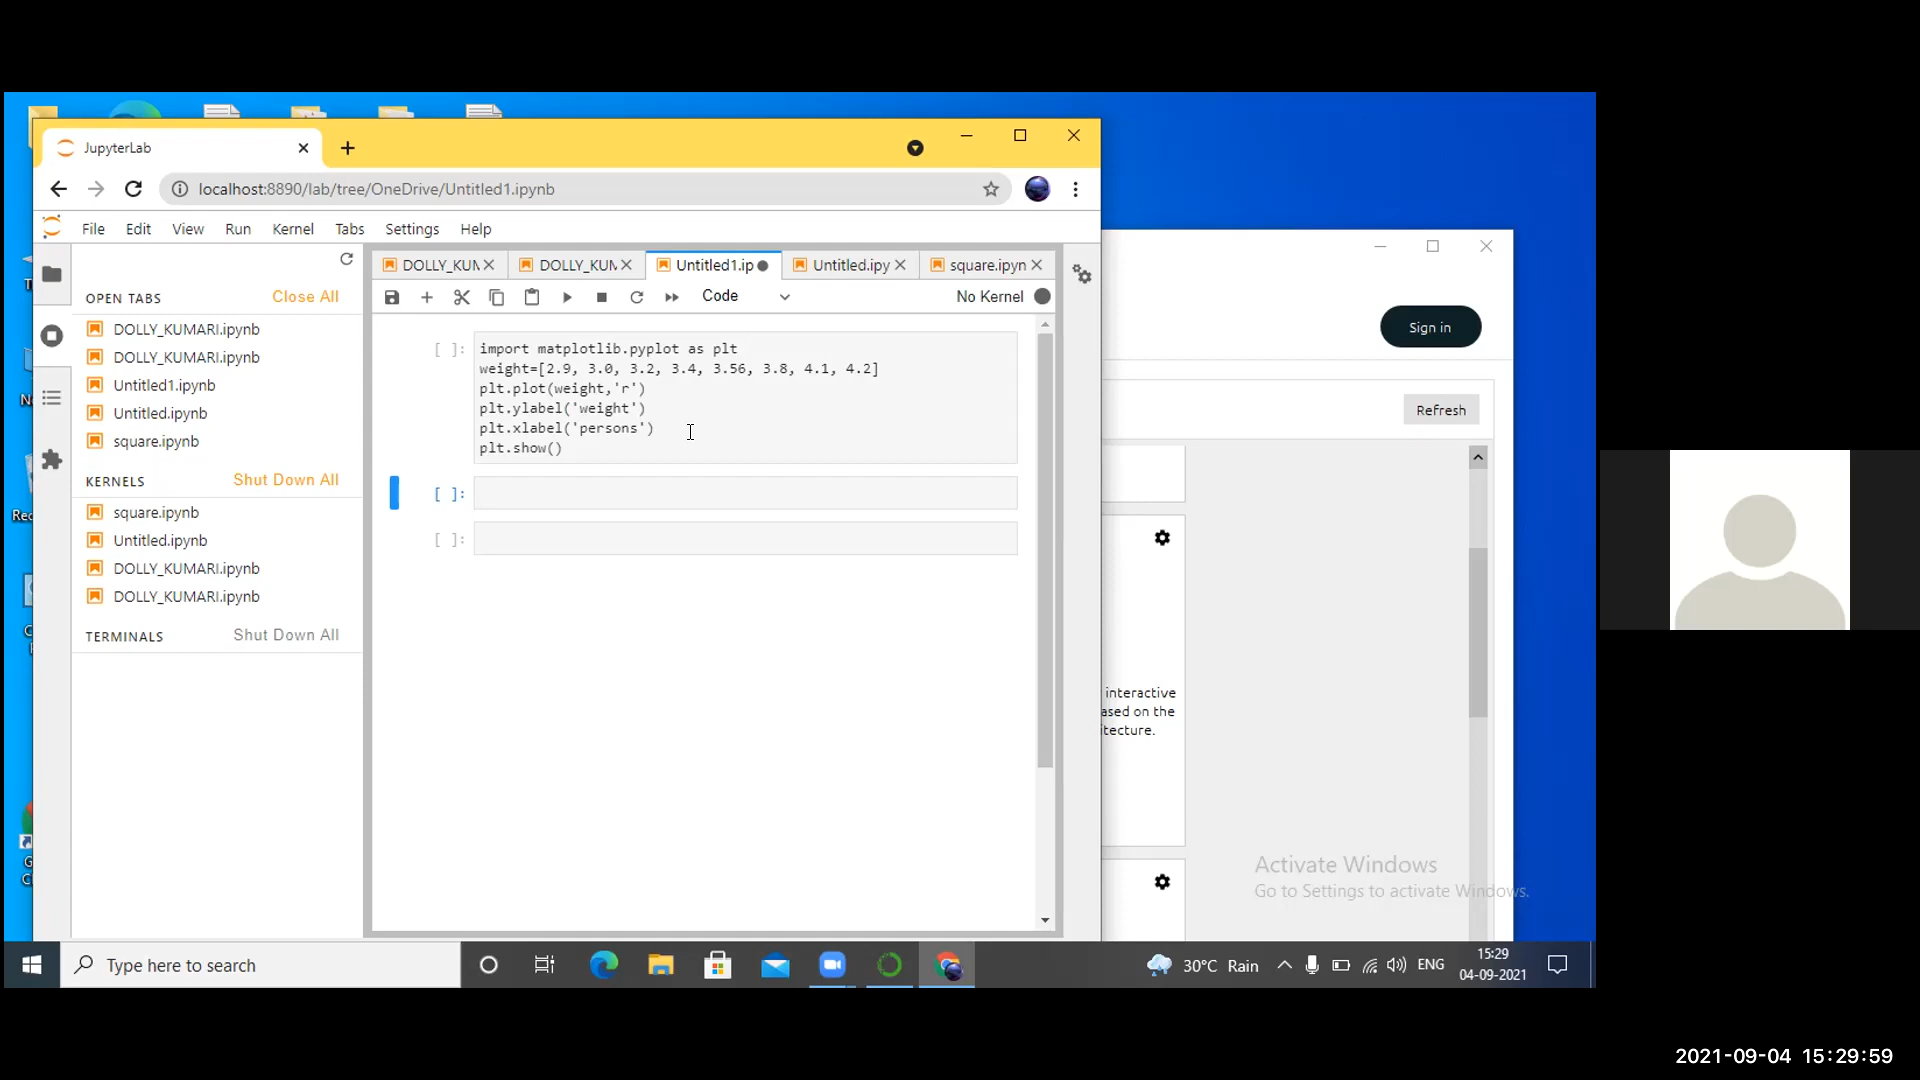 JupyterLab
localhost:8890/lab/tree/OneDrive/Untitled1.ipynb
File Edit View Run Kernel Tabs Settings Help
DOLLY_KUM
DOLLY_KUM
Untitled1.ip
Untitled.ipy
square.ipyn
Code
No Kernel
OPEN TABS
Close All
DOLLY_KUMARI.ipynb
DOLLY_KUMARI.ipynb
Untitled1.ipynb
Untitled.ipynb
square.ipynb
KERNELS
Shut Down All
square.ipynb
Untitled.ipynb
DOLLY_KUMARI.ipynb
DOLLY_KUMARI.ipynb
TERMINALS
Shut Down All
[ ]:
import matplotlib.pyplot as plt
weight=[2.9, 3.0, 3.2, 3.4, 3.56, 3.8, 4.1, 4.2]
plt.plot(weight,'r')
plt.ylabel('weight')
plt.xlabel('persons')
plt.show()
[ ]:
[ ]:
Sign in
Refresh
interactive
ased on the
itecture.
Activate Windows
Go to Settings to activate Windows.
Type here to search
30°C Rain
ENG
15:29
04-09-2021
2021-09-04 15:29:59